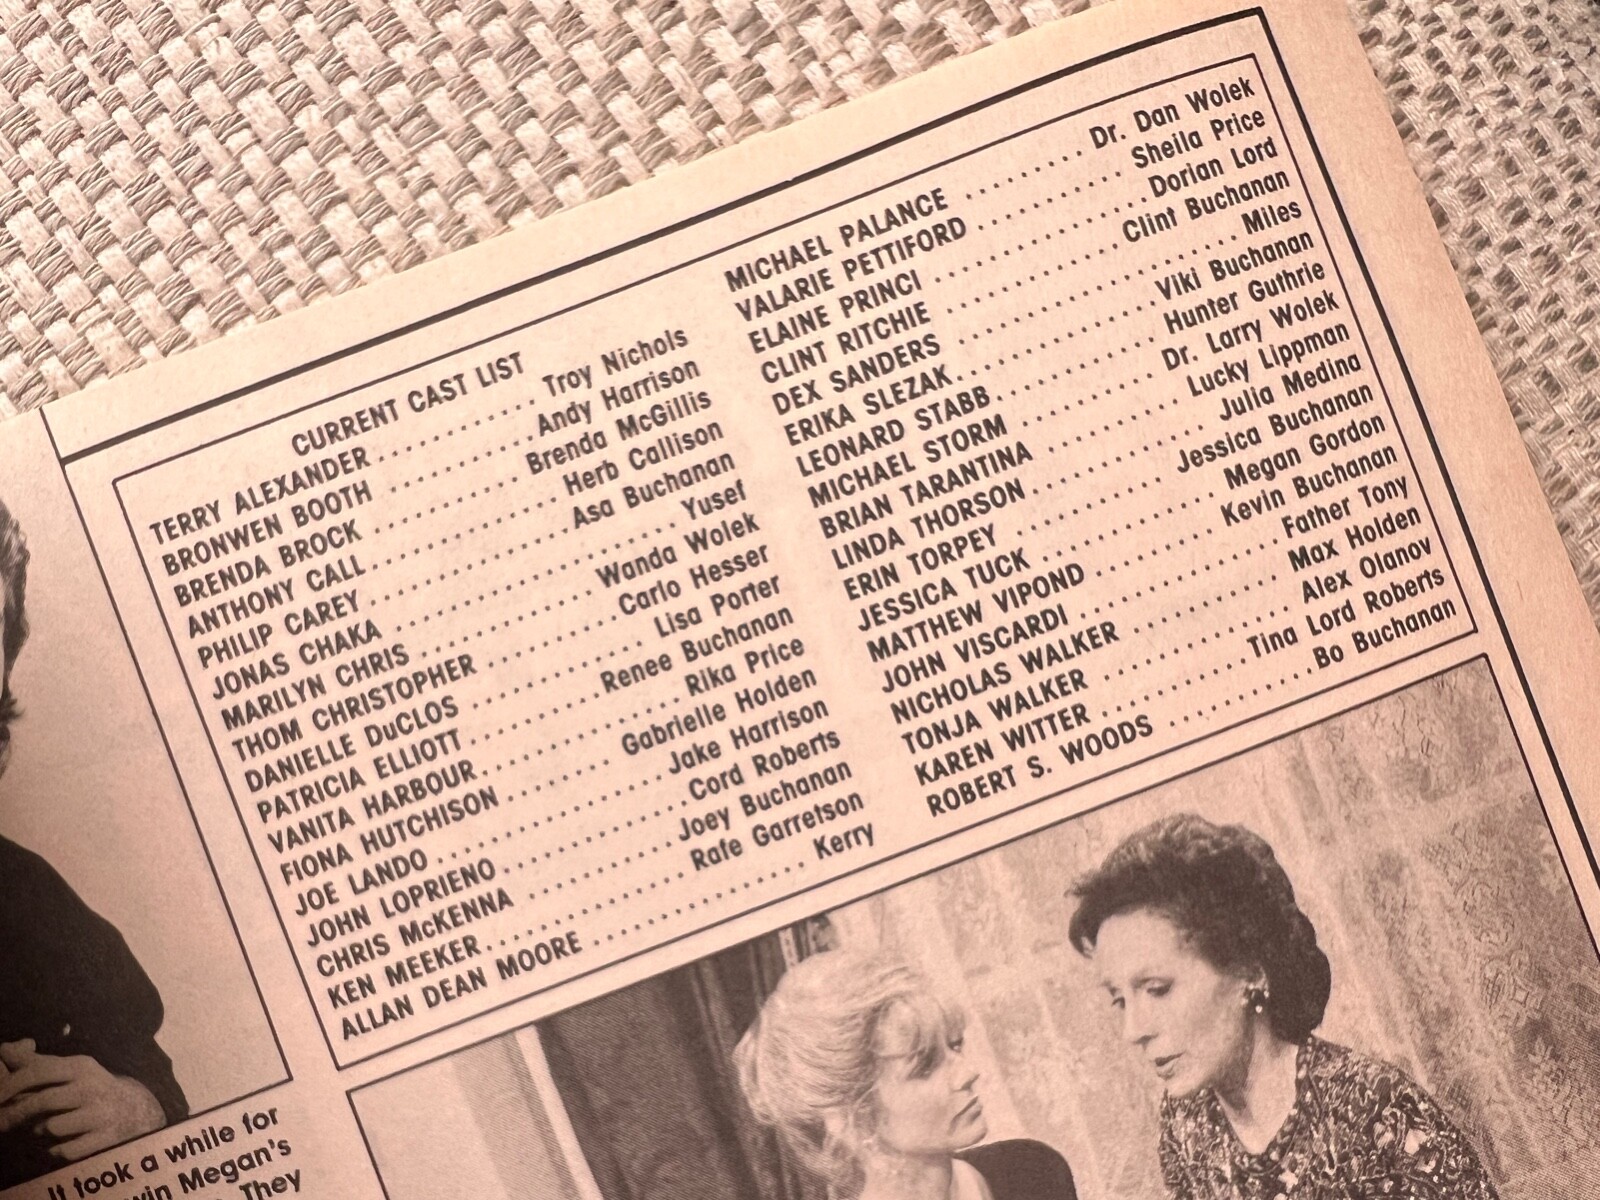 CURRENT CAST LIST
TERRY ALEXANDER .......... Troy Nichols
BRONWEN BOOTH .......... Andy Harrison
BRENDA BROCK .......... Brenda McGillis
ANTHONY CALL .......... Herb Callison
PHILIP CAREY .......... Asa Buchanan
JONAS CHAKA .......... Yusef
MARILYN CHRIS .......... Wanda Wolek
THOM CHRISTOPHER .......... Carlo Hesser
DANIELLE DuCLOS .......... Lisa Porter
PATRICIA ELLIOTT .......... Renee Buchanan
VANITA HARBOUR .......... Rika Price
FIONA HUTCHISON .......... Gabrielle Holden
JOE LANDO .......... Jake Harrison
JOHN LOPRIENO .......... Cord Roberts
CHRIS McKENNA .......... Joey Buchanan
KEN MEEKER .......... Rafe Garretson
ALLAN DEAN MOORE .......... Kerry
MICHAEL PALANCE .......... Dr. Dan Wolek
VALARIE PETTIFORD .......... Sheila Price
ELAINE PRINCI .......... Dorian Lord
CLINT RITCHIE .......... Clint Buchanan
DEX SANDERS .......... Miles
ERIKA SLEZAK .......... Viki Buchanan
LEONARD STABB .......... Hunter Guthrie
MICHAEL STORM .......... Dr. Larry Wolek
BRIAN TARANTINA .......... Lucky Lippman
LINDA THORSON .......... Julia Medina
ERIN TORPEY .......... Jessica Buchanan
JESSICA TUCK .......... Megan Gordon
MATTHEW VIPOND .......... Kevin Buchanan
JOHN VISCARDI .......... Father Tony
NICHOLAS WALKER .......... Max Holden
TONJA WALKER .......... Alex Olanov
KAREN WITTER .......... Tina Lord Roberts
ROBERT S. WOODS .......... Bo Buchanan
It took a while for
win Megan's
They